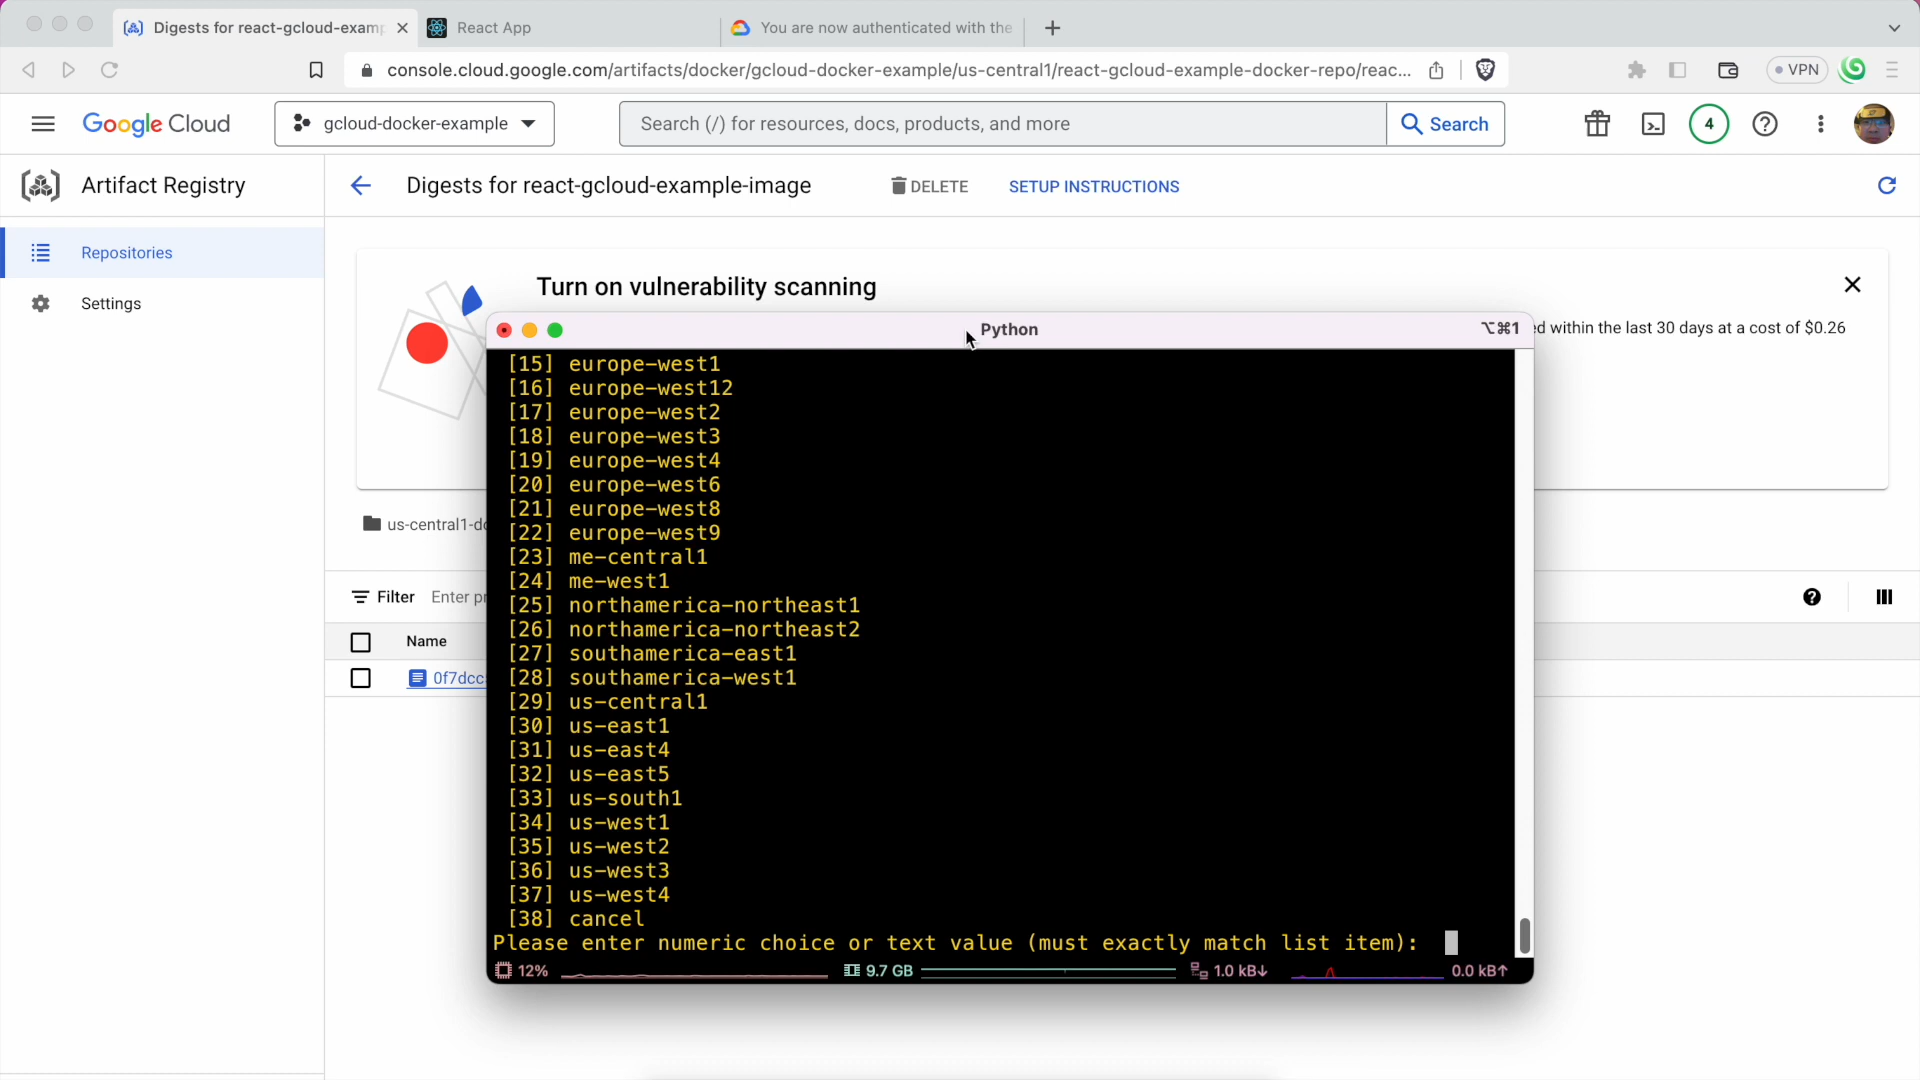 Digests for react-gcloud-exam
React App
You are now authenticated with the
console.cloud.google.com/artifacts/docker/gcloud-docker-example/us-central1/react-gcloud-example-docker-repo/reac...
VPN
Google Cloud
gcloud-docker-example
Search (/) for resources, docs, products, and more
Search
4
Artifact Registry
Digests for react-gcloud-example-image
DELETE
SETUP INSTRUCTIONS
Repositories
Settings
Turn on vulnerability scanning
d within the last 30 days at a cost of $0.26
us-central1-do
Filter
Enter pr
Name
0f7dcc
Python
⌥⌘1
[15] europe-west1
[16] europe-west12
[17] europe-west2
[18] europe-west3
[19] europe-west4
[20] europe-west6
[21] europe-west8
[22] europe-west9
[23] me-central1
[24] me-west1
[25] northamerica-northeast1
[26] northamerica-northeast2
[27] southamerica-east1
[28] southamerica-west1
[29] us-central1
[30] us-east1
[31] us-east4
[32] us-east5
[33] us-south1
[34] us-west1
[35] us-west2
[36] us-west3
[37] us-west4
[38] cancel
Please enter numeric choice or text value (must exactly match list item):
12%
9.7 GB
1.0 kB↓
0.0 kB↑